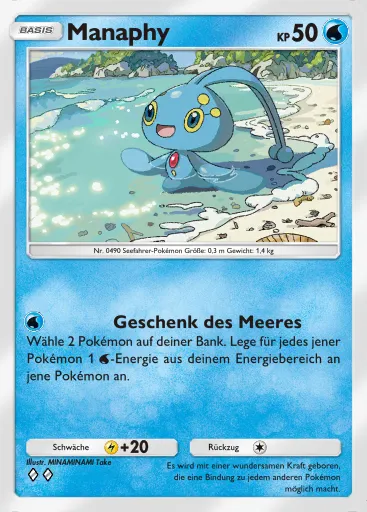 BASIS Manaphy KP 50
Nr. 0490 Seefahrer-Pokémon Größe: 0,3 m Gewicht: 1,4 kg
Geschenk des Meeres
Wähle 2 Pokémon auf deiner Bank. Lege für jedes jener
Pokémon 1 -Energie aus deinem Energiebereich an
jene Pokémon an.
Schwäche +20 Rückzug
Illustr. MINAMINAMI Take
Es wird mit einer wundersamen Kraft geboren,
die eine Bindung zu jedem anderen Pokémon
möglich macht.